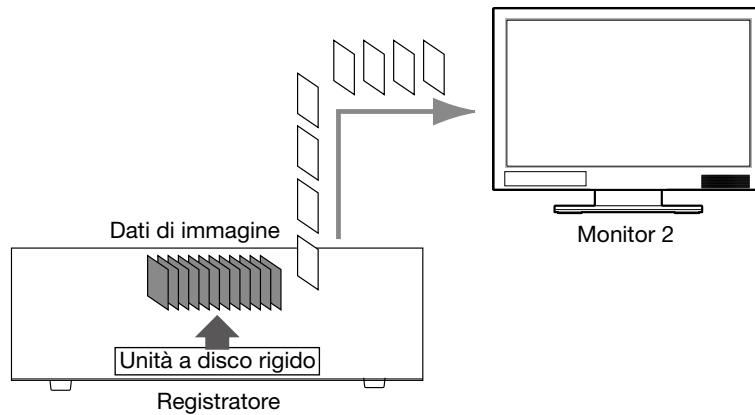 Dati di immagine
Monitor 2
Unità a disco rigido
Registratore